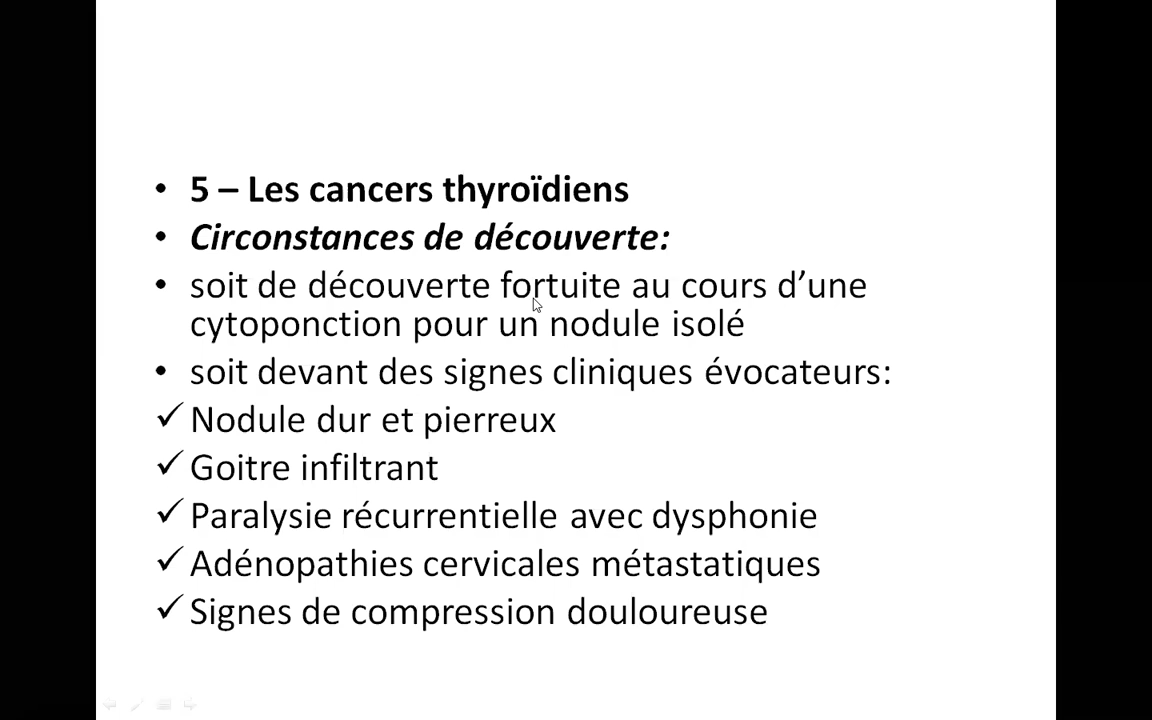 • 5 – Les cancers thyroïdiens
• Circonstances de découverte:
• soit de découverte fortuite au cours d’une
cytoponction pour un nodule isolé
• soit devant des signes cliniques évocateurs:
✓ Nodule dur et pierreux
✓ Goitre infiltrant
✓ Paralysie récurrentielle avec dysphonie
✓ Adénopathies cervicales métastatiques
✓ Signes de compression douloureuse